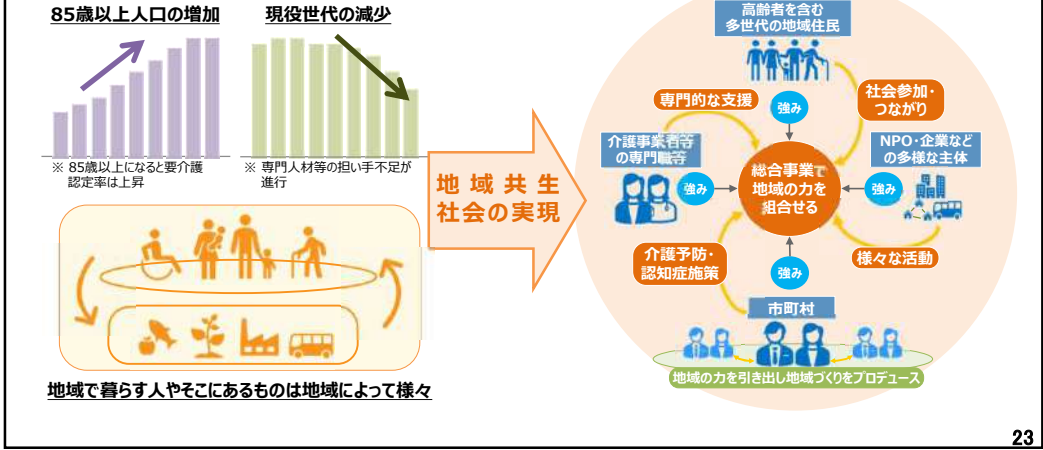 85歳以上人口の増加
現役世代の減少
※ 85歳以上になると要介護
認定率は上昇
※ 専門人材等の担い手不足が
進行
地域で暮らす人やそこにあるものは地域によって様々
地域共生
社会の実現
高齢者を含む
多世代の地域住民
専門的な支援
強み
社会参加・
つながり
介護事業者等
の専門職等
強み
総合事業で
地域の力を
組合せる
強み
NPO・企業など
の多様な主体
介護予防・
認知症施策
強み
様々な活動
市町村
地域の力を引き出し地域づくりをプロデュース
23